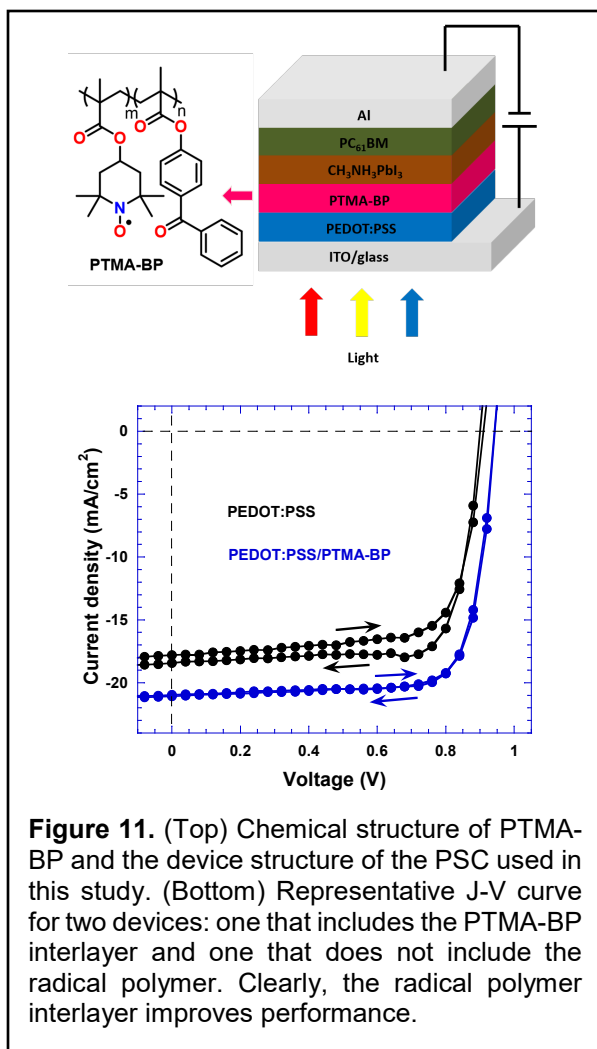 m
n
O
O
O
O
N
O
O
•
PTMA-BP
Al
PC61BM
CH3NH3PbI3
PTMA-BP
PEDOT:PSS
ITO/glass
Light
0
-5
-10
-15
-20
Current density (mA/cm2)
PEDOT:PSS
PEDOT:PSS/PTMA-BP
0 0.2 0.4 0.6 0.8 1
Voltage (V)
Figure 11. (Top) Chemical structure of PTMA-
BP and the device structure of the PSC used in
this study. (Bottom) Representative J-V curve
for two devices: one that includes the PTMA-BP
interlayer and one that does not include the
radical polymer. Clearly, the radical polymer
interlayer improves performance.